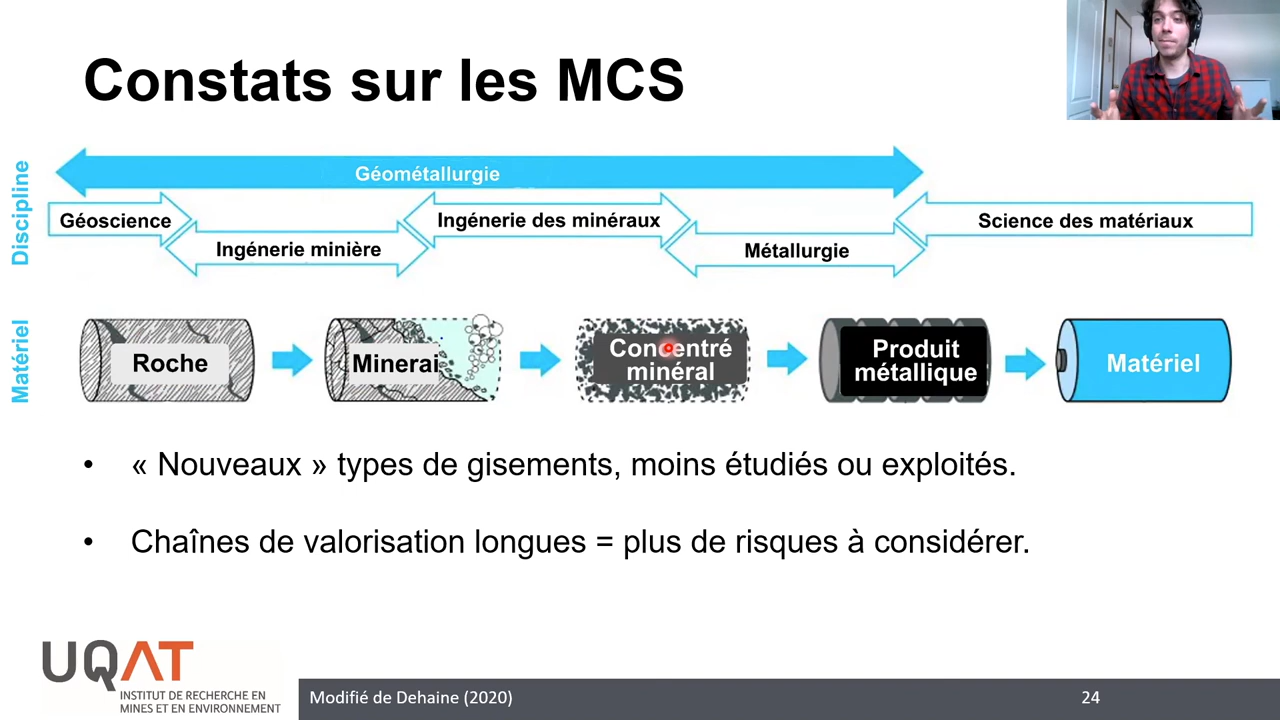 Constats sur les MCS
Discipline
Géométallurgie
Géoscience
Ingénerie des minéraux
Science des matériaux
Ingénerie minière
Métallurgie
Matériel
Roche
Minerai
Concentré
minéral
Produit
métallique
Matériel
• « Nouveaux » types de gisements, moins étudiés ou exploités.
• Chaînes de valorisation longues = plus de risques à considérer.
UQAT
INSTITUT DE RECHERCHE EN
MINES ET EN ENVIRONNEMENT
Modifié de Dehaine (2020)
24